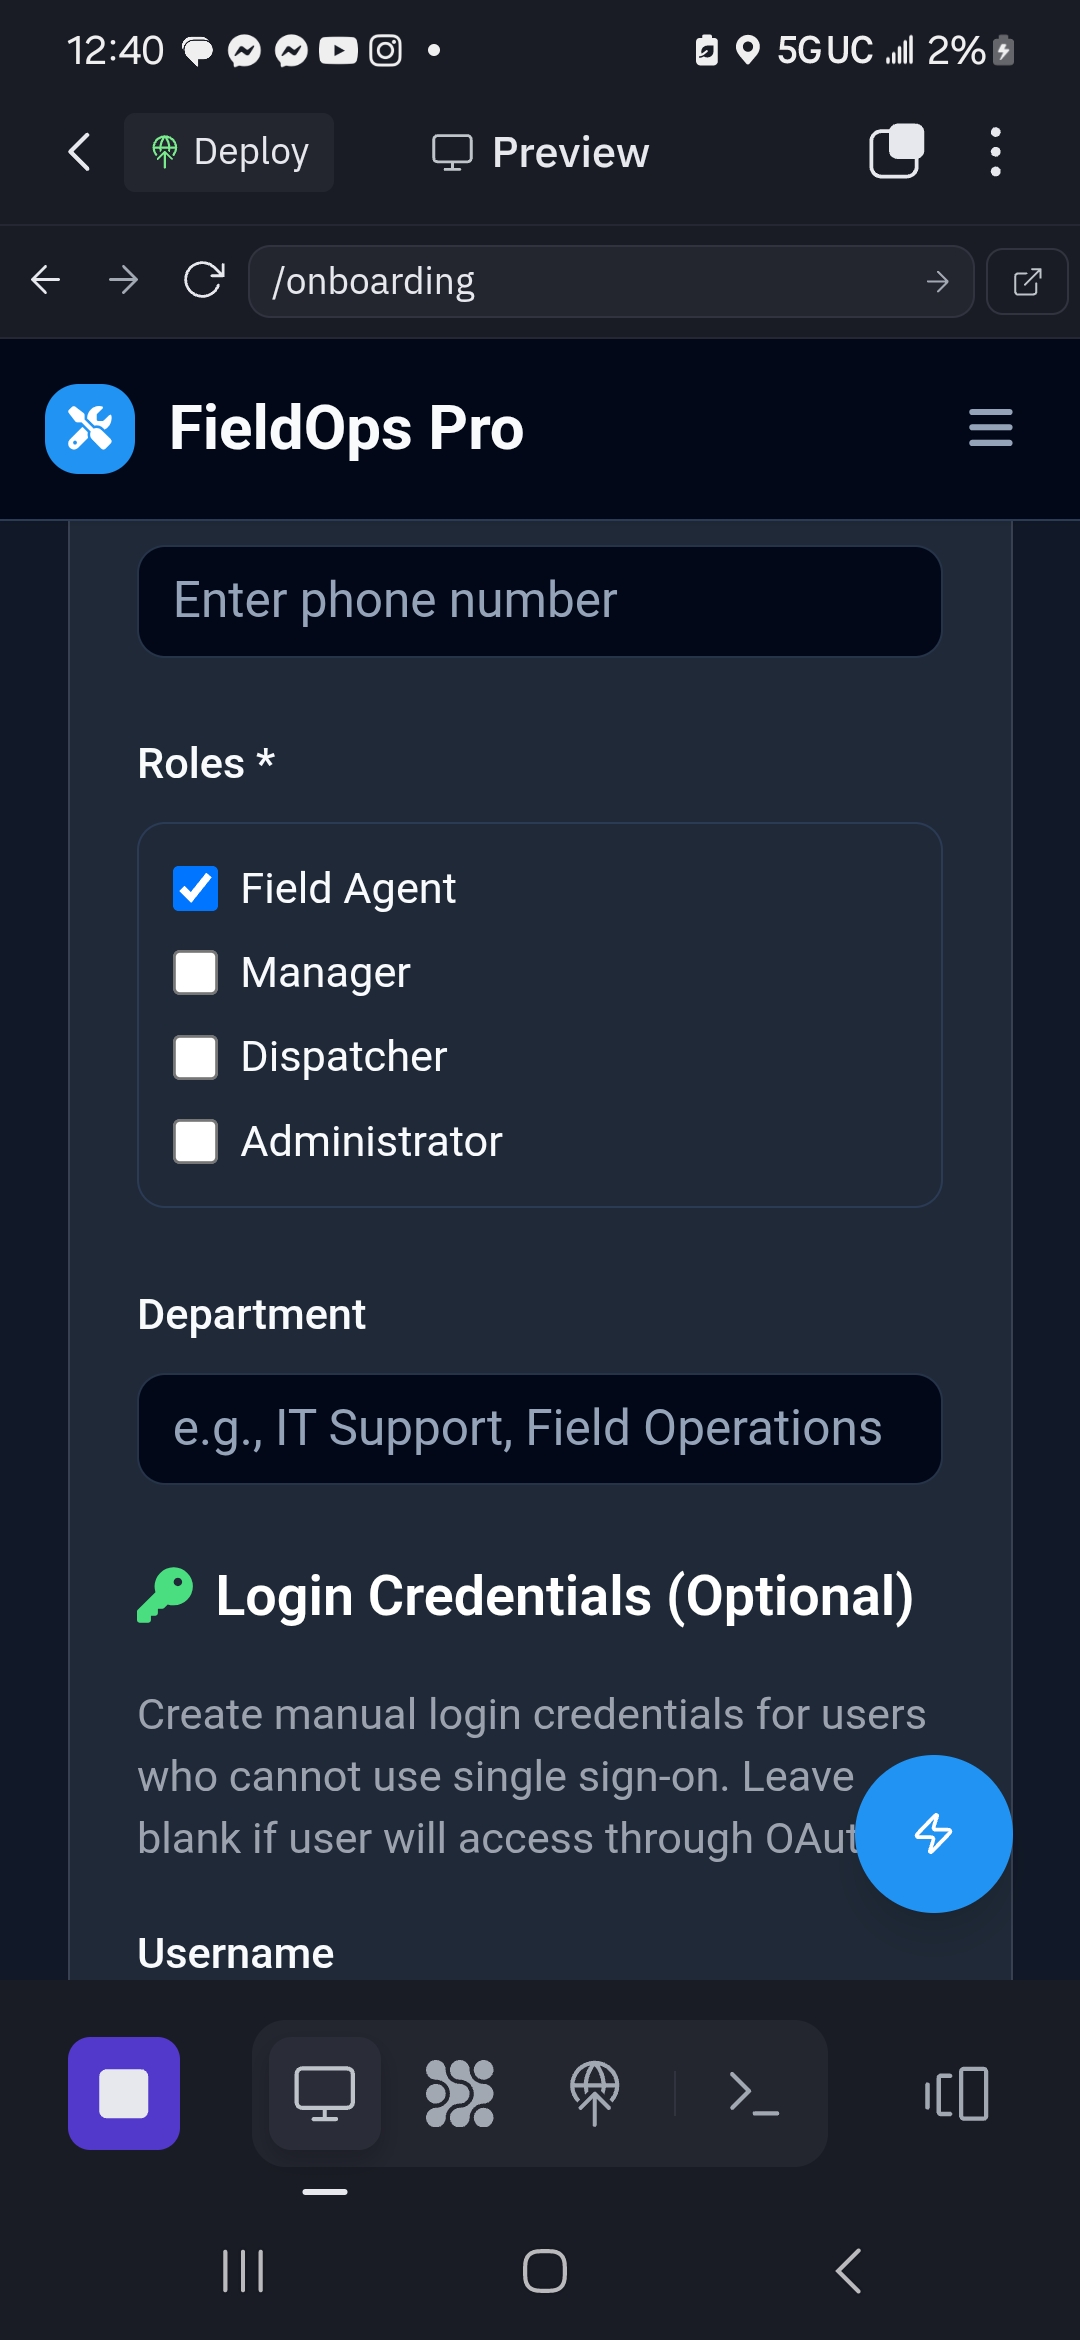 12:40
5G UC 2%
Deploy
Preview
/onboarding
FieldOps Pro
Enter phone number
Roles *
Field Agent
Manager
Dispatcher
Administrator
Department
e.g., IT Support, Field Operations
Login Credentials (Optional)
Create manual login credentials for users
who cannot use single sign-on. Leave
blank if user will access through OAut
Username